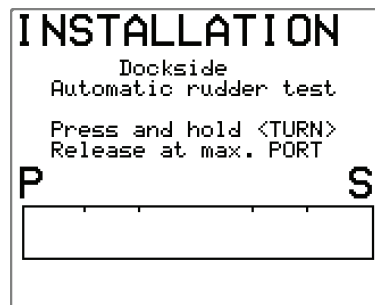 INSTALLATION
Dockside
Automatic rudder test
Press and hold <TURN>
Release at max. PORT
P S